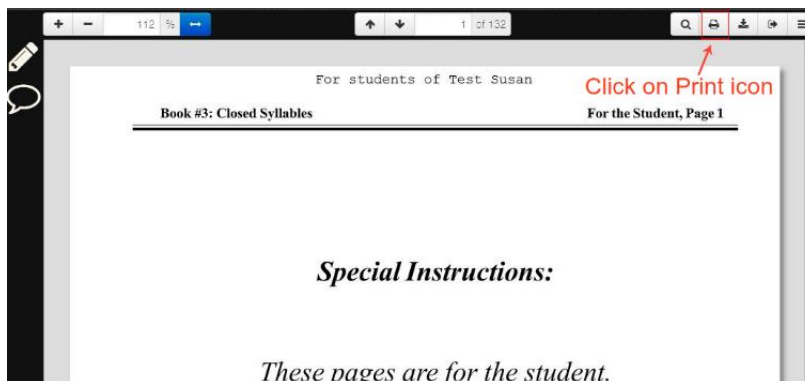 112 %
1 of 132
For students of Test Susan
Click on Print icon
Book #3: Closed Syllables For the Student, Page 1
Special Instructions:
These pages are for the student.